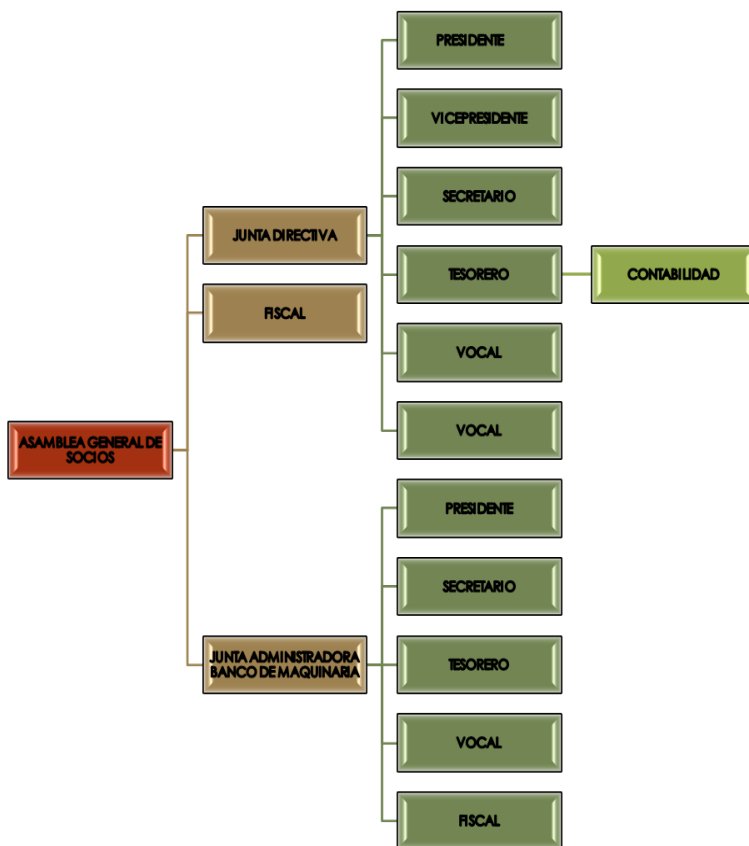 PRESIDENTE
VICEPRESIDENTE
SECRETARIO
JUNTA DIRECTIVA
TESORERO
CONTABILIDAD
FISCAL
VOCAL
VOCAL
ASAMBLEA GENERAL DE
SOCIOS
PRESIDENTE
SECRETARIO
JUNTA ADMINISTRADORA
BANCO DE MAQUINARIA
TESORERO
VOCAL
FISCAL